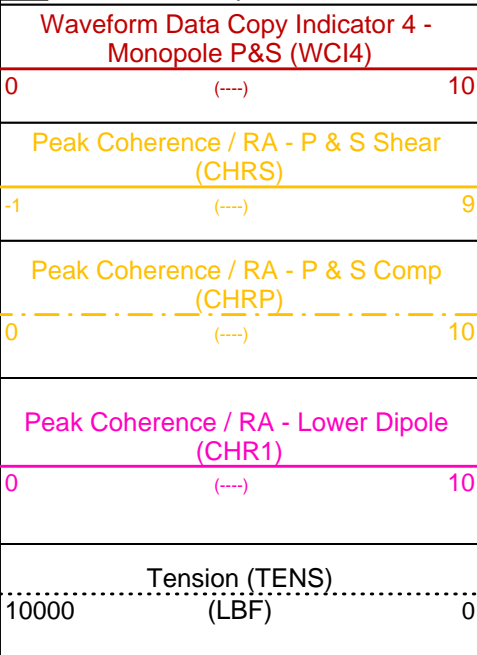 Waveform Data Copy Indicator 4 -
Monopole P&S (WCI4)
0 (----) 10
Peak Coherence / RA - P & S Shear
(CHRS)
-1 (----) 9
Peak Coherence / RA - P & S Comp
(CHRP)
0 (----) 10
Peak Coherence / RA - Lower Dipole
(CHR1)
0 (----) 10
Tension (TENS)
10000 (LBF) 0